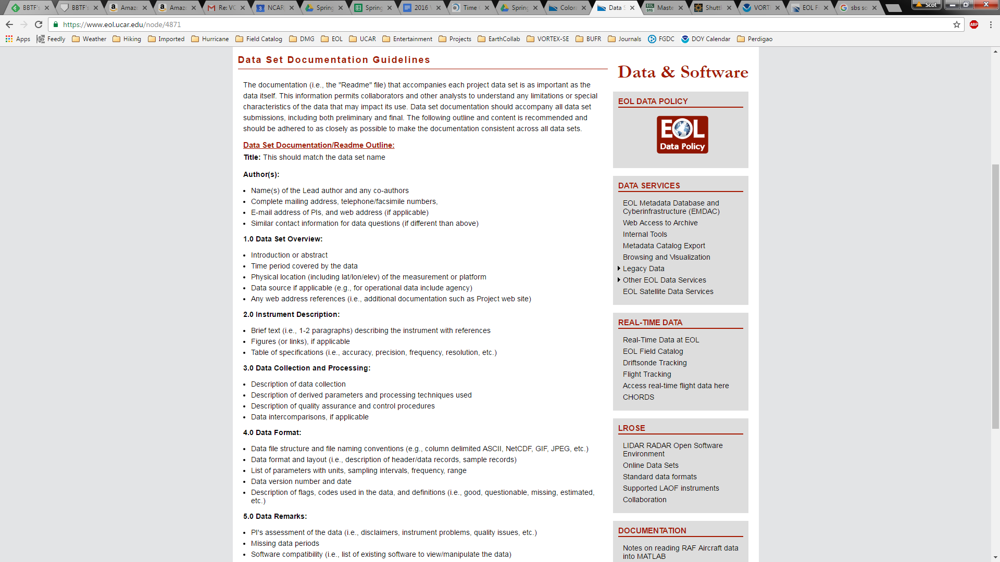 BBTF's
BBTF's
Amazo
Amazo
Re: VO
NCAR
Spring
Spring
2016 V
Time C
Spring
Colora
Data S
Maste
Shuttl
VORTI
EOL Fi
sbs sc
Scot
https://www.eol.ucar.edu/node/4871
Apps Feedly Weather Hiking Imported Hurricane Field Catalog DMG EOL UCAR Entertainment Projects EarthCollab VORTEX-SE BUFR Journals FGDC DOY Calendar Perdigao
Data Set Documentation Guidelines
The documentation (i.e., the "Readme" file) that accompanies each project data set is as important as the
data itself. This information permits collaborators and other analysts to understand any limitations or special
characteristics of the data that may impact its use. Data set documentation should accompany all data set
submissions, including both preliminary and final. The following outline and content is recommended and
should be adhered to as closely as possible to make the documentation consistent across all data sets.
Data Set Documentation/Readme Outline:
Title: This should match the data set name
Author(s):
• Name(s) of the Lead author and any co-authors
• Complete mailing address, telephone/facsimile numbers,
• E-mail address of PIs, and web address (if applicable)
• Similar contact information for data questions (if different than above)
1.0 Data Set Overview:
• Introduction or abstract
• Time period covered by the data
• Physical location (including lat/lon/elev) of the measurement or platform
• Data source if applicable (e.g., for operational data include agency)
• Any web address references (i.e., additional documentation such as Project web site)
2.0 Instrument Description:
• Brief text (i.e., 1-2 paragraphs) describing the instrument with references
• Figures (or links), if applicable
• Table of specifications (i.e., accuracy, precision, frequency, resolution, etc.)
3.0 Data Collection and Processing:
• Description of data collection
• Description of derived parameters and processing techniques used
• Description of quality assurance and control procedures
• Data intercomparisons, if applicable
4.0 Data Format:
• Data file structure and file naming conventions (e.g., column delimited ASCII, NetCDF, GIF, JPEG, etc.)
• Data format and layout (i.e., description of header/data records, sample records)
• List of parameters with units, sampling intervals, frequency, range
• Data version number and date
• Description of flags, codes used in the data, and definitions (i.e., good, questionable, missing, estimated,
etc.)
5.0 Data Remarks:
• PI's assessment of the data (i.e., disclaimers, instrument problems, quality issues, etc.)
• Missing data periods
• Software compatibility (i.e., list of existing software to view/manipulate the data)
Data & Software
EOL DATA POLICY
EOL
Data Policy
DATA SERVICES
EOL Metadata Database and
Cyberinfrastructure (EMDAC)
Web Access to Archive
Internal Tools
Metadata Catalog Export
Browsing and Visualization
Legacy Data
Other EOL Data Services
EOL Satellite Data Services
REAL-TIME DATA
Real-Time Data at EOL
EOL Field Catalog
Driftsonde Tracking
Flight Tracking
Access real-time flight data here
CHORDS
LROSE
LIDAR RADAR Open Software
Environment
Online Data Sets
Standard data formats
Supported LAOF instruments
Collaboration
DOCUMENTATION
Notes on reading RAF Aircraft data
into MATLAB